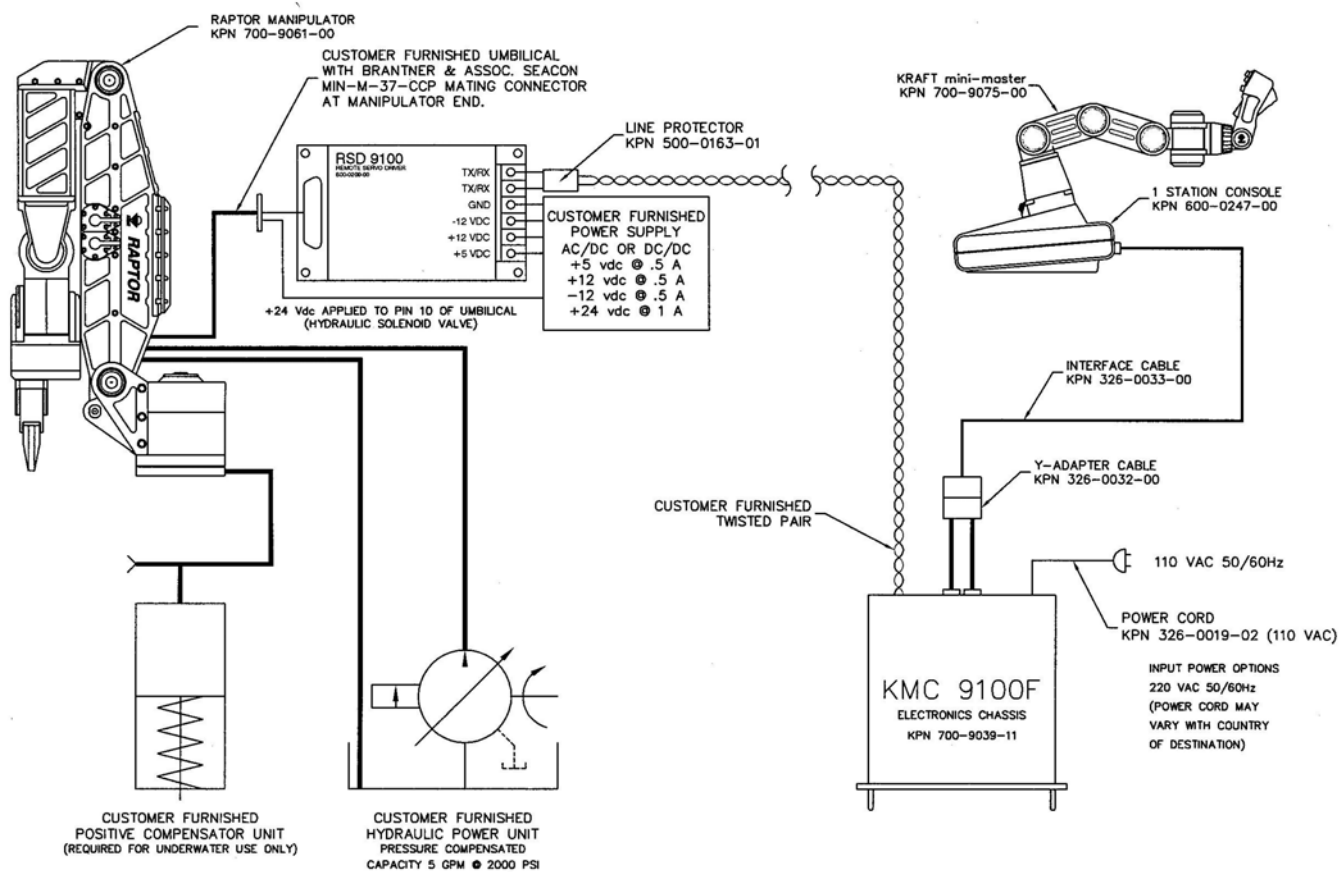 RAPTOR MANIPULATOR
KPN 700-9061-00
CUSTOMER FURNISHED UMBILICAL
WITH BRANTNER & ASSOC. SEACON
MIN-M-37-CCP MATING CONNECTOR
AT MANIPULATOR END.
KRAFT mini-master
KPN 700-9075-00
LINE PROTECTOR
KPN 500-0163-01
RSD 9100
REMOTE SERVO DRIVER
TX/RX
TX/RX
GND
-12 VDC
+12 VDC
+5 VDC
1 STATION CONSOLE
KPN 600-0247-00
CUSTOMER FURNISHED
POWER SUPPLY
AC/DC OR DC/DC
+5 vdc @ .5 A
+12 vdc @ .5 A
-12 vdc @ .5 A
+24 vdc @ 1 A
RAPTOR
+24 Vdc APPLIED TO PIN 10 OF UMBILICAL
(HYDRAULIC SOLENOID VALVE)
INTERFACE CABLE
KPN 326-0033-00
Y-ADAPTER CABLE
KPN 326-0032-00
CUSTOMER FURNISHED
TWISTED PAIR
110 VAC 50/60Hz
POWER CORD
KPN 326-0019-02 (110 VAC)
INPUT POWER OPTIONS
220 VAC 50/60Hz
(POWER CORD MAY
VARY WITH COUNTRY
OF DESTINATION)
KMC 9100F
ELECTRONICS CHASSIS
KPN 700-9039-11
CUSTOMER FURNISHED
POSITIVE COMPENSATOR UNIT
(REQUIRED FOR UNDERWATER USE ONLY)
CUSTOMER FURNISHED
HYDRAULIC POWER UNIT
PRESSURE COMPENSATED
CAPACITY 5 GPM @ 2000 PSI